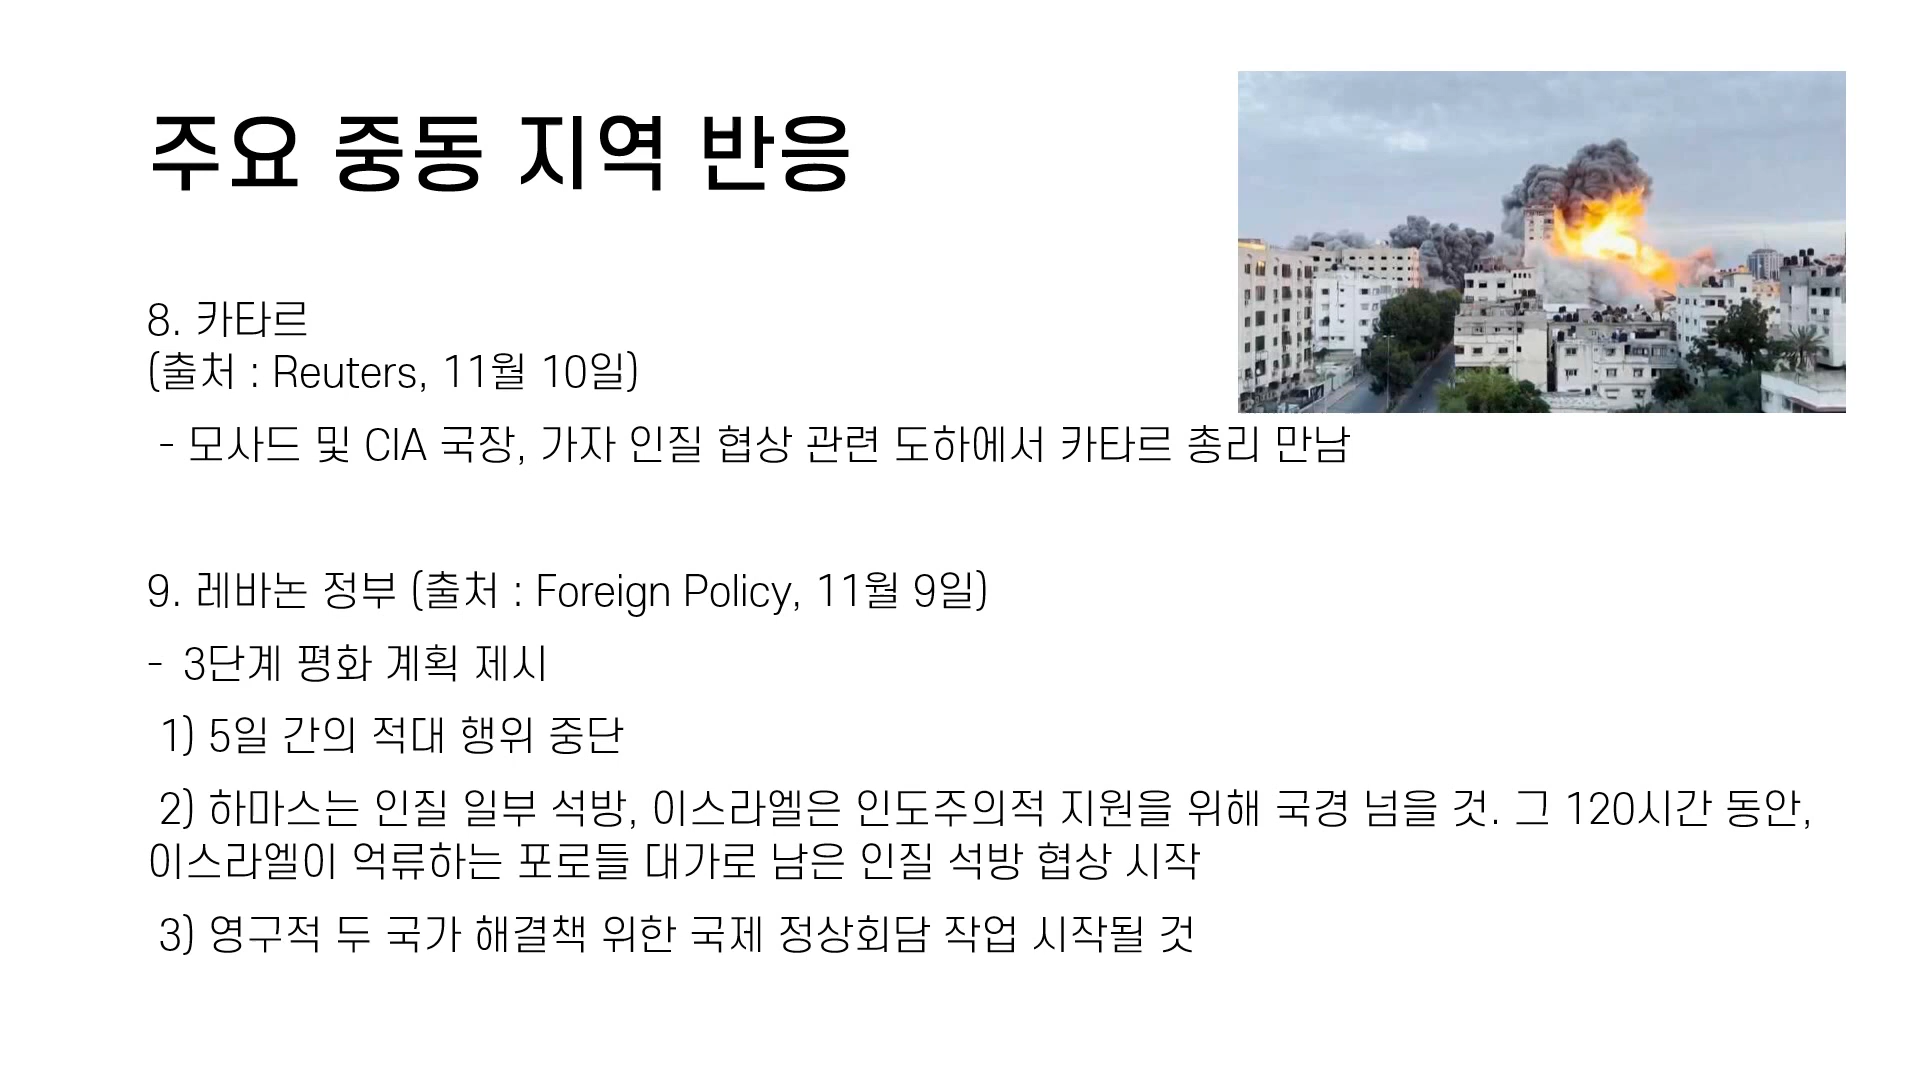 주요 중동 지역 반응
8. 카타르
(출처 : Reuters, 11월 10일)
- 모사드 및 CIA 국장, 가자 인질 협상 관련 도하에서 카타르 총리 만남
9. 레바논 정부 (출처 : Foreign Policy, 11월 9일)
- 3단계 평화 계획 제시
1) 5일 간의 적대 행위 중단
2) 하마스는 인질 일부 석방, 이스라엘은 인도주의적 지원을 위해 국경 넘을 것. 그 120시간 동안,
이스라엘이 억류하는 포로들 대가로 남은 인질 석방 협상 시작
3) 영구적 두 국가 해결책 위한 국제 정상회담 작업 시작될 것